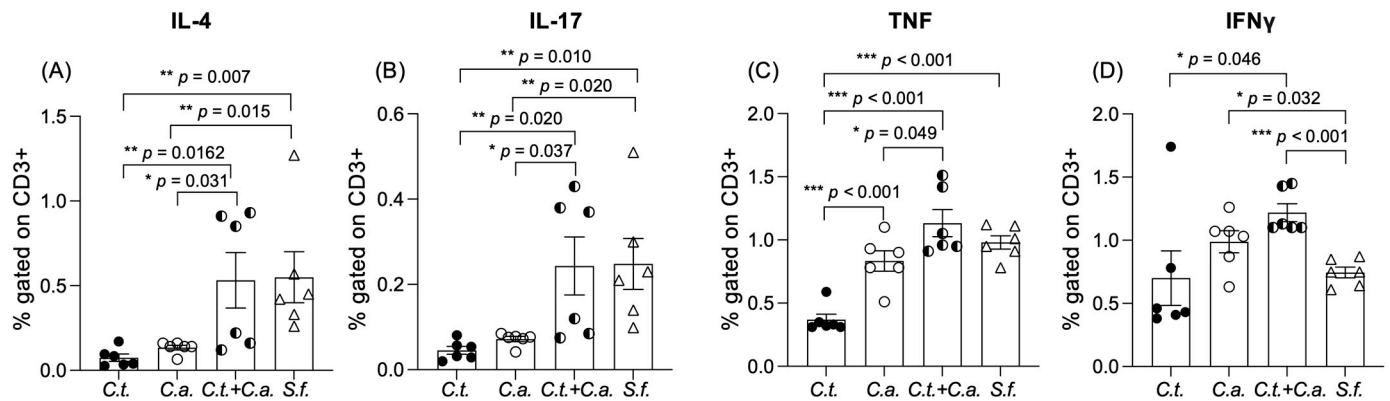 IL-4
IL-17
TNF
IFNγ
(A)
** p = 0.007
** p = 0.015
** p = 0.0162
* p = 0.031
% gated on CD3+
1.5
1.0
0.5
0.0
C.t. C.a. C.t.+C.a. S.f.
(B)
** p = 0.010
** p = 0.020
** p = 0.020
* p = 0.037
% gated on CD3+
0.6
0.4
0.2
0.0
C.t. C.a. C.t.+C.a. S.f.
(C)
*** p < 0.001
*** p < 0.001
* p = 0.049
*** p < 0.001
% gated on CD3+
2.0
1.5
1.0
0.5
0.0
C.t. C.a. C.t.+C.a. S.f.
(D)
* p = 0.046
* p = 0.032
*** p < 0.001
% gated on CD3+
2.0
1.5
1.0
0.5
0.0
C.t. C.a. C.t.+C.a. S.f.